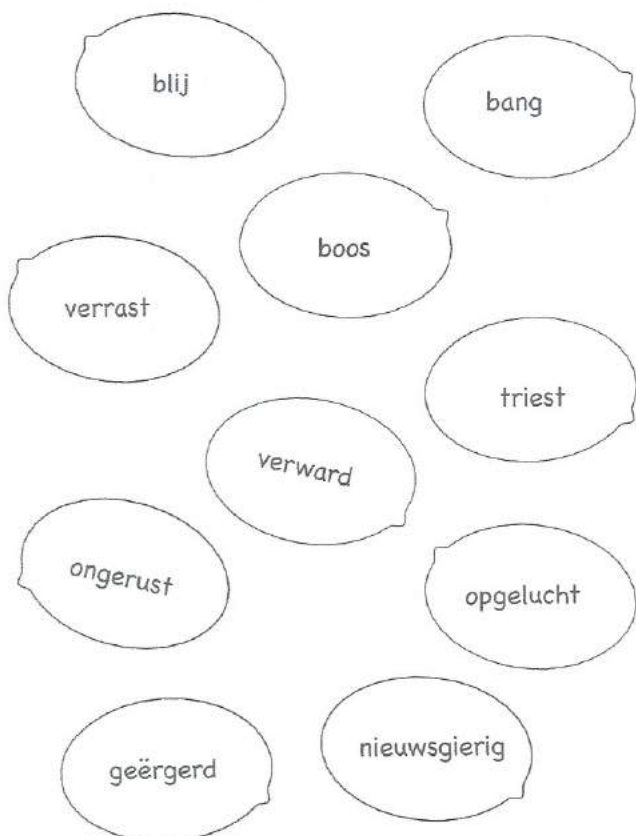 blij
bang
boos
verrast
triest
verward
ongerust
opgelucht
geërgerd
nieuwsgierig